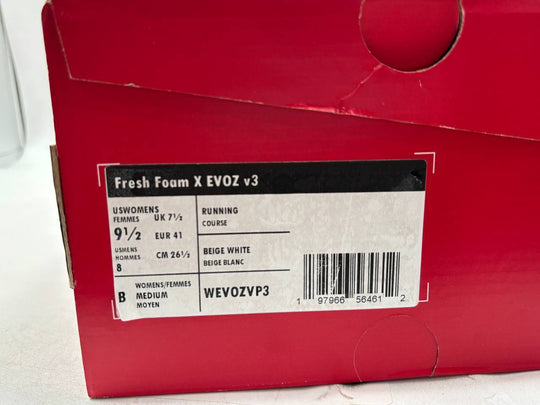 Fresh Foam X EVOZ v3
USWOMENS
FEMMES
UK 7½
9½
EUR 41
USMENS
HOMMES
8
CM 26½
RUNNING
COURSE
BEIGE WHITE
BEIGE BLANC
B
WOMENS/FEMMES
MEDIUM
MOYEN
WEVOZVP3
1 97966 56461 2